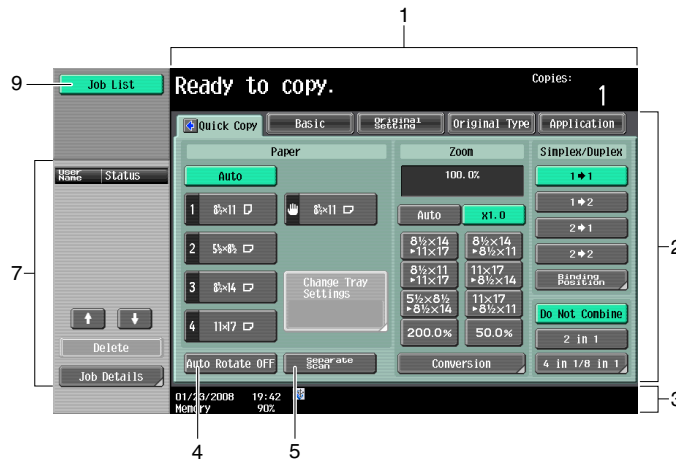 1
9
Job List
Ready to copy.
Copies:
1
Quick Copy
Basic
Original Setting
Original Type
Application
2
Paper
Zoom
Simplex/Duplex
User Name
Status
Auto
100.0%
1➔1
1 8½×11
8½×11
Auto
x1.0
1➔2
2 5½×8½
8½×14
▸11×17
8½×14
▸8½×11
2➔1
2➔2
7
3 8½×14
Change Tray
Settings
8½×11
▸11×17
11×17
▸8½×14
Binding
Position
5½×8½
▸8½×14
11×17
▸8½×11
Do Not Combine
4 11×17
200.0%
50.0%
2 in 1
Delete
Auto Rotate OFF
Separate
Scan
Conversion
4 in 1/8 in 1
Job Details
01/23/2008 19:42
Memory 90%
3
4
5